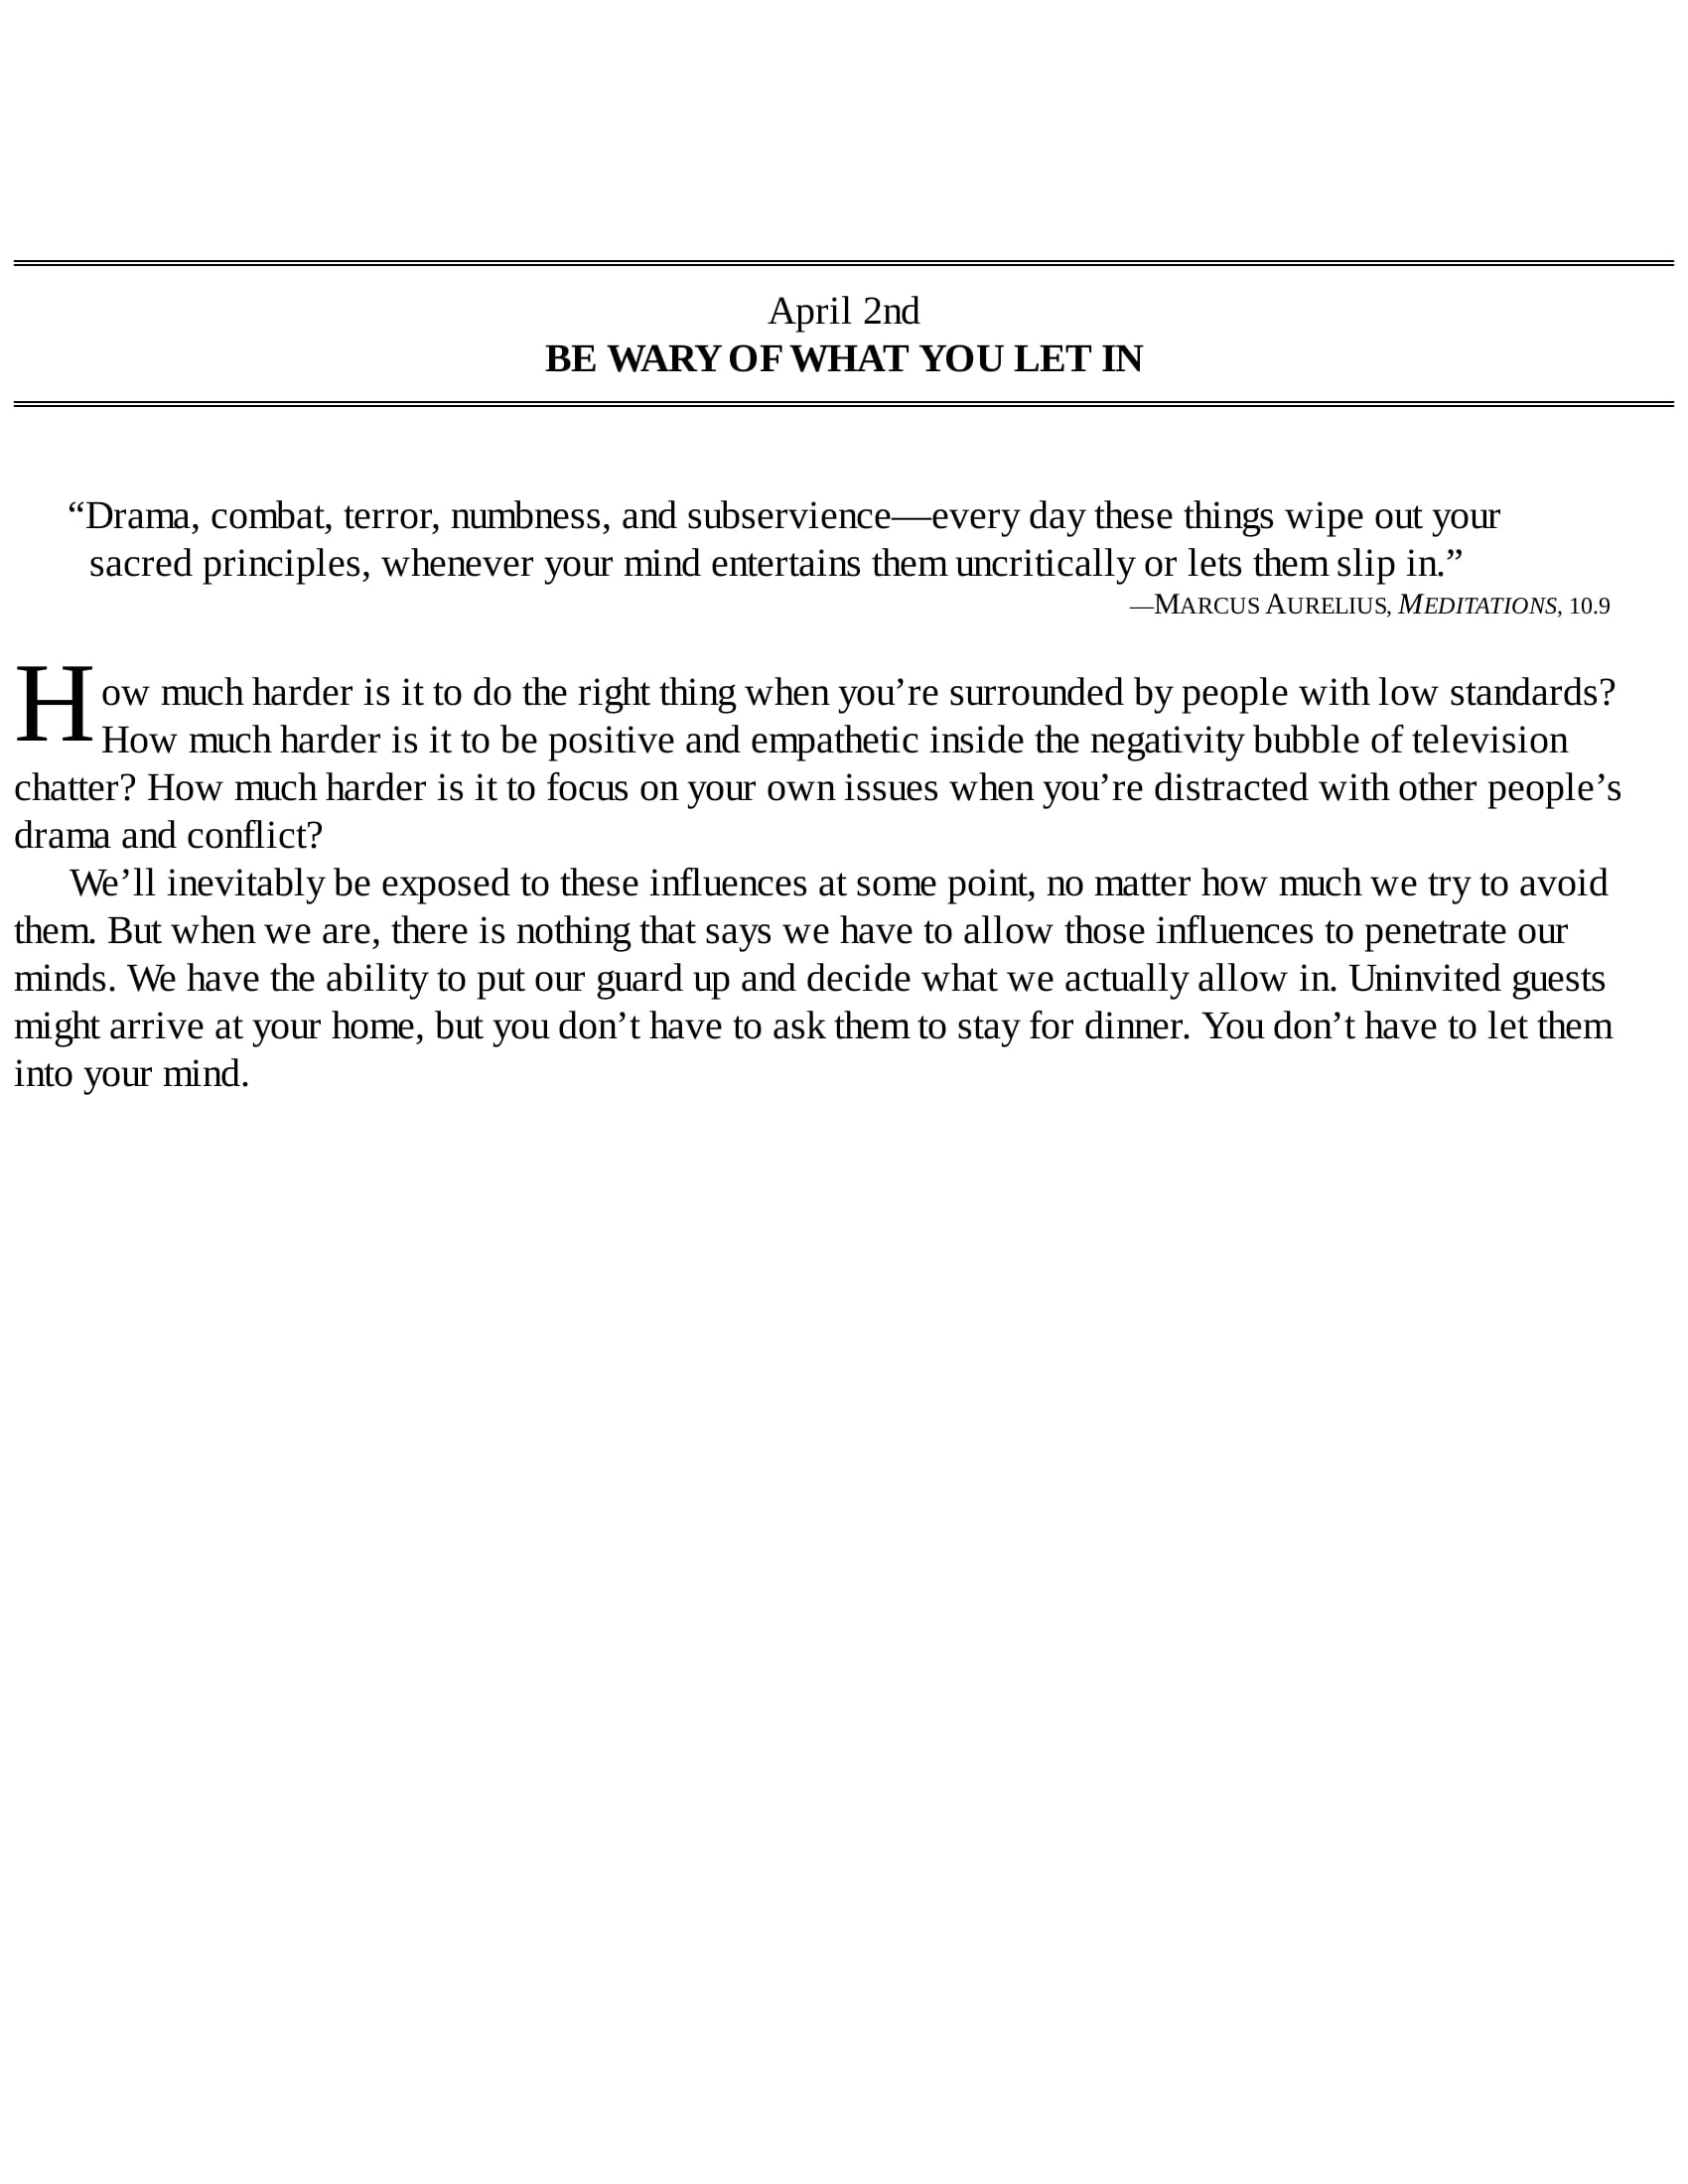 April 2nd
BE WARY OF WHAT YOU LET IN
“Drama, combat, terror, numbness, and subservience—every day these things wipe out your
sacred principles, whenever your mind entertains them uncritically or lets them slip in.”
—MARCUS AURELIUS, MEDITATIONS, 10.9
How much harder is it to do the right thing when you’re surrounded by people with low standards?
How much harder is it to be positive and empathetic inside the negativity bubble of television
chatter? How much harder is it to focus on your own issues when you’re distracted with other people’s
drama and conflict?
We’ll inevitably be exposed to these influences at some point, no matter how much we try to avoid
them. But when we are, there is nothing that says we have to allow those influences to penetrate our
minds. We have the ability to put our guard up and decide what we actually allow in. Uninvited guests
might arrive at your home, but you don’t have to ask them to stay for dinner. You don’t have to let them
into your mind.